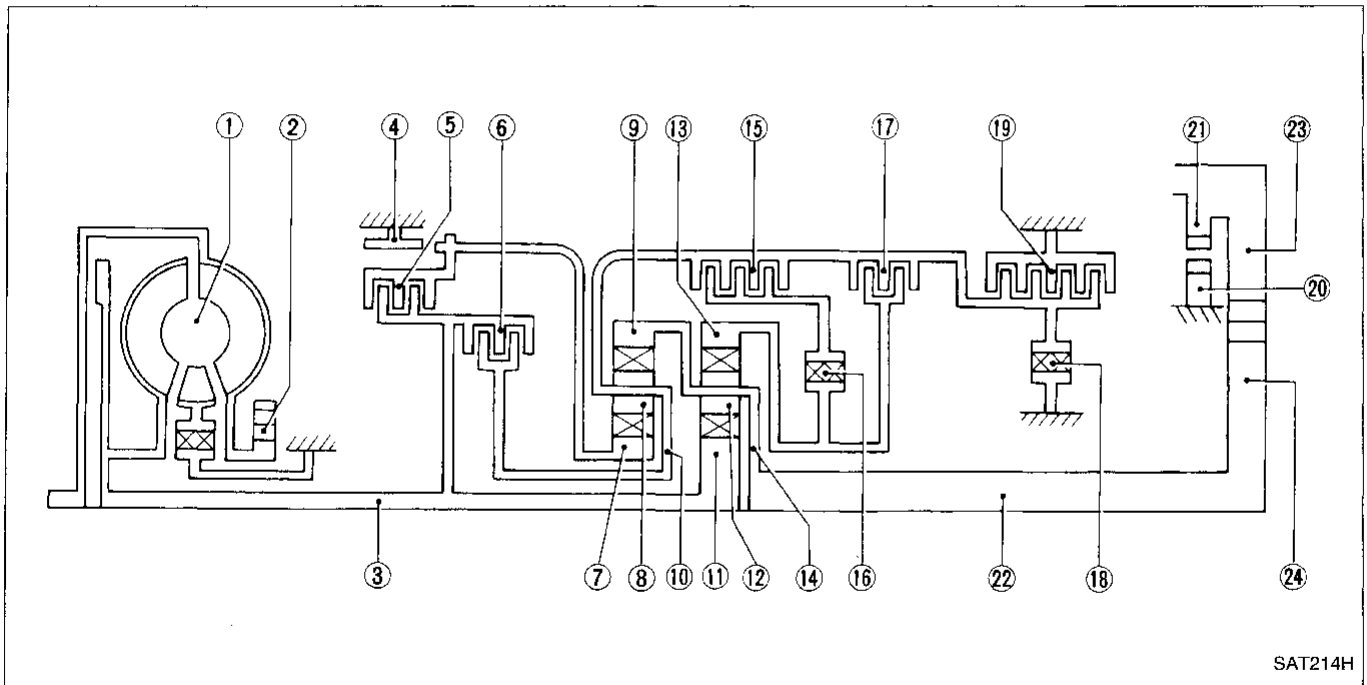 ① ② ④ ⑤ ⑥ ⑨ ⑬ ⑮ ⑰ ⑲ ㉑ ㉓
⑳
③ ⑦ ⑧ ⑩ ⑪ ⑫ ⑭ ⑯ ㉒ ⑱ ㉔
SAT214H